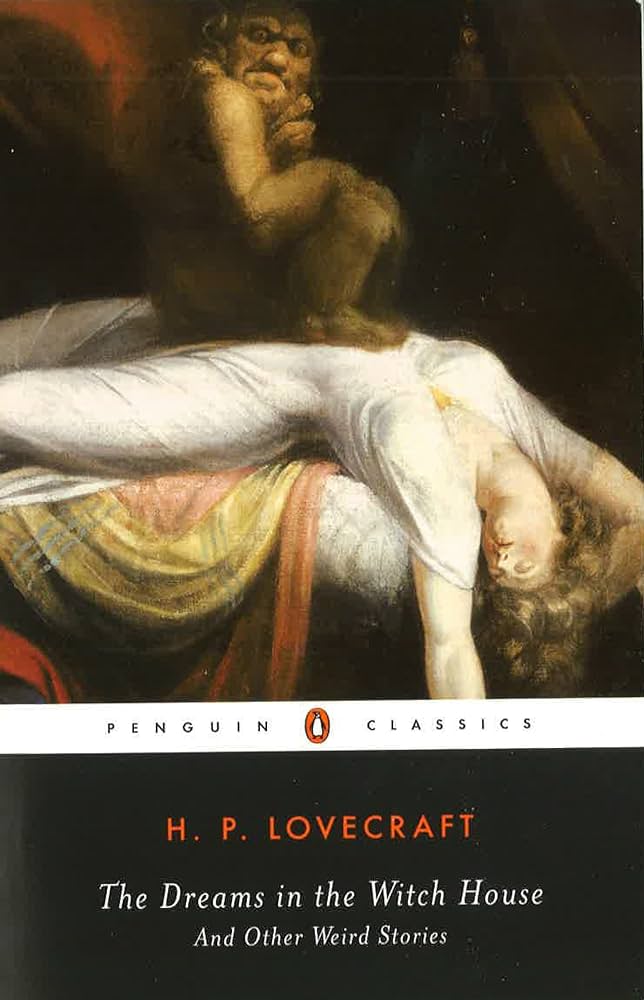 PENGUIN CLASSICS
H. P. LOVECRAFT
The Dreams in the Witch House
And Other Weird Stories